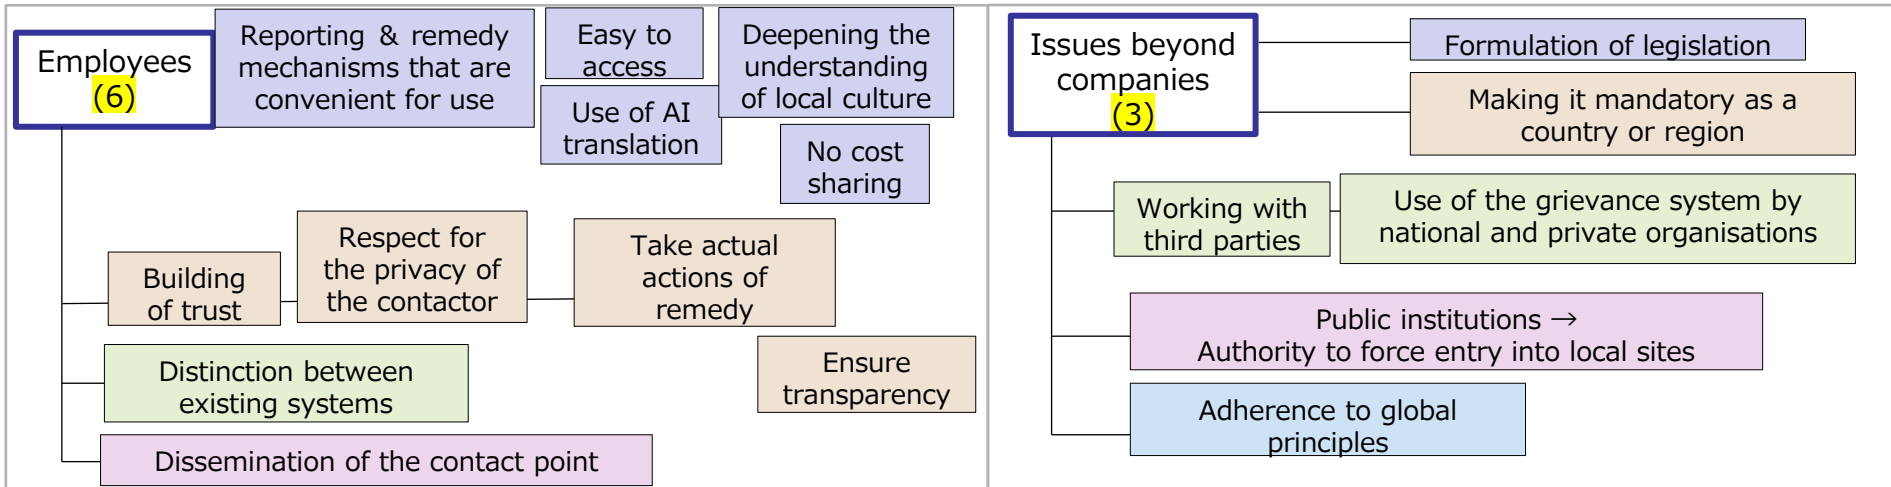 Employees
(6)
Reporting & remedy
mechanisms that are
convenient for use
Easy to
access
Use of AI
translation
Deepening the
understanding
of local culture
No cost
sharing
Building
of trust
Respect for
the privacy of
the contactor
Take actual
actions of
remedy
Ensure
transparency
Distinction between
existing systems
Dissemination of the contact point
Issues beyond
companies
(3)
Formulation of legislation
Making it mandatory as a
country or region
Working with
third parties
Use of the grievance system by
national and private organisations
Public institutions →
Authority to force entry into local sites
Adherence to global
principles